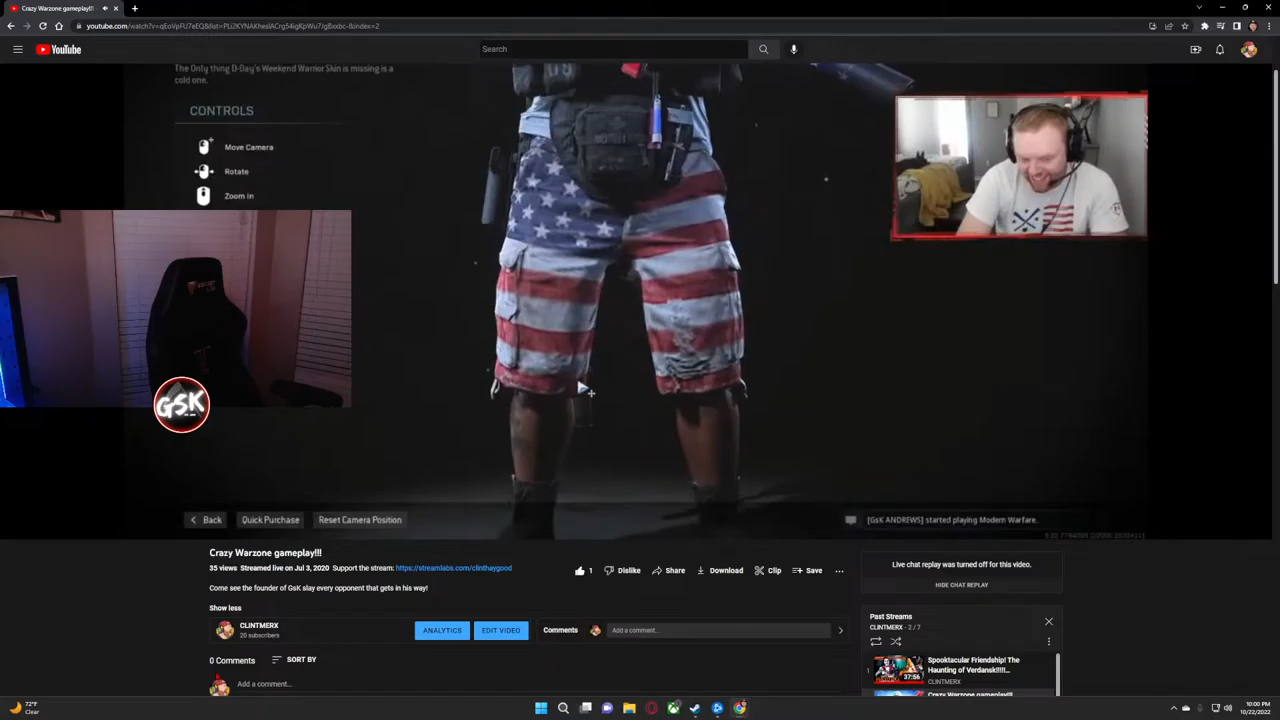 Crazy Warzone gameplay!!!
youtube.com/watch?v=qEoVpFU7eEQ&list=PLi2KYNAKheslACrg54igKpWu7JgBxxbc-&index=2
YouTube
Search
The Only thing D-Day's Weekend Warrior Skin is missing is a
cold one.
CONTROLS
Move Camera
Rotate
Zoom in
GSK
Back
Quick Purchase
Reset Camera Position
[GsK ANDREWS] started playing Modern Warfare.
Crazy Warzone gameplay!!!
35 views Streamed live on Jul 3, 2020 Support the stream: https://streamlabs.com/clinthaygood
1
Dislike
Share
Download
Clip
Save
Come see the founder of GsK slay every opponent that gets in his way!
Show less
CLINTMERX
20 subscribers
ANALYTICS
EDIT VIDEO
Comments
Add a comment...
0 Comments
SORT BY
Add a comment...
Live chat replay was turned off for this video.
HIDE CHAT REPLAY
Past Streams
CLINTMERX - 2 / 7
1
37:56
Spooktacular Friendship! The
Haunting of Verdansk!!!!!...
CLINTMERX
Crazy Warzone gameplay!!!
72°F
Clear
10:00 PM
10/22/2022